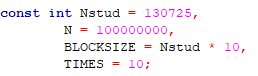 const int Nstud = 130725,
N = 100000000,
BLOCKSIZE = Nstud * 10,
TIMES = 10;